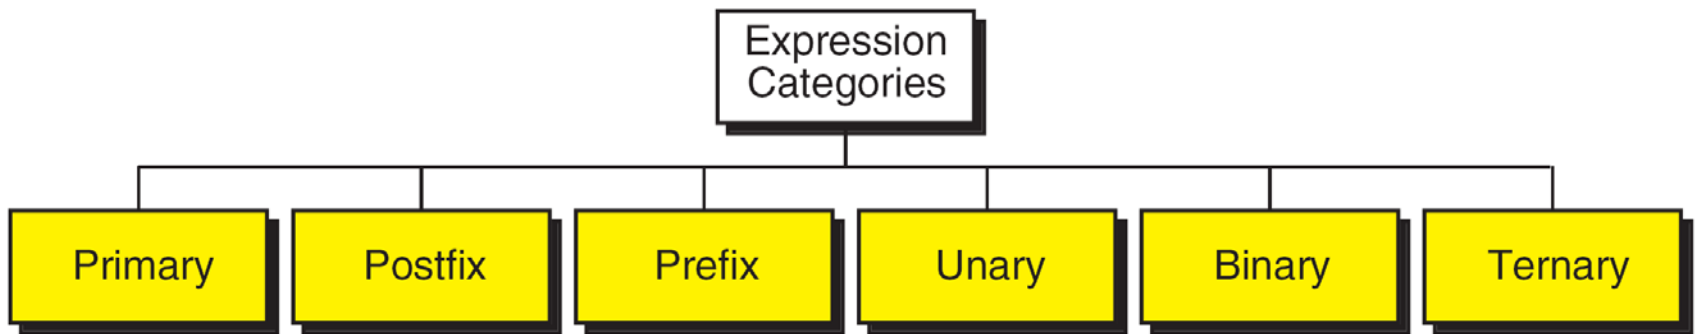 Expression
Categories
Primary
Postfix
Prefix
Unary
Binary
Ternary